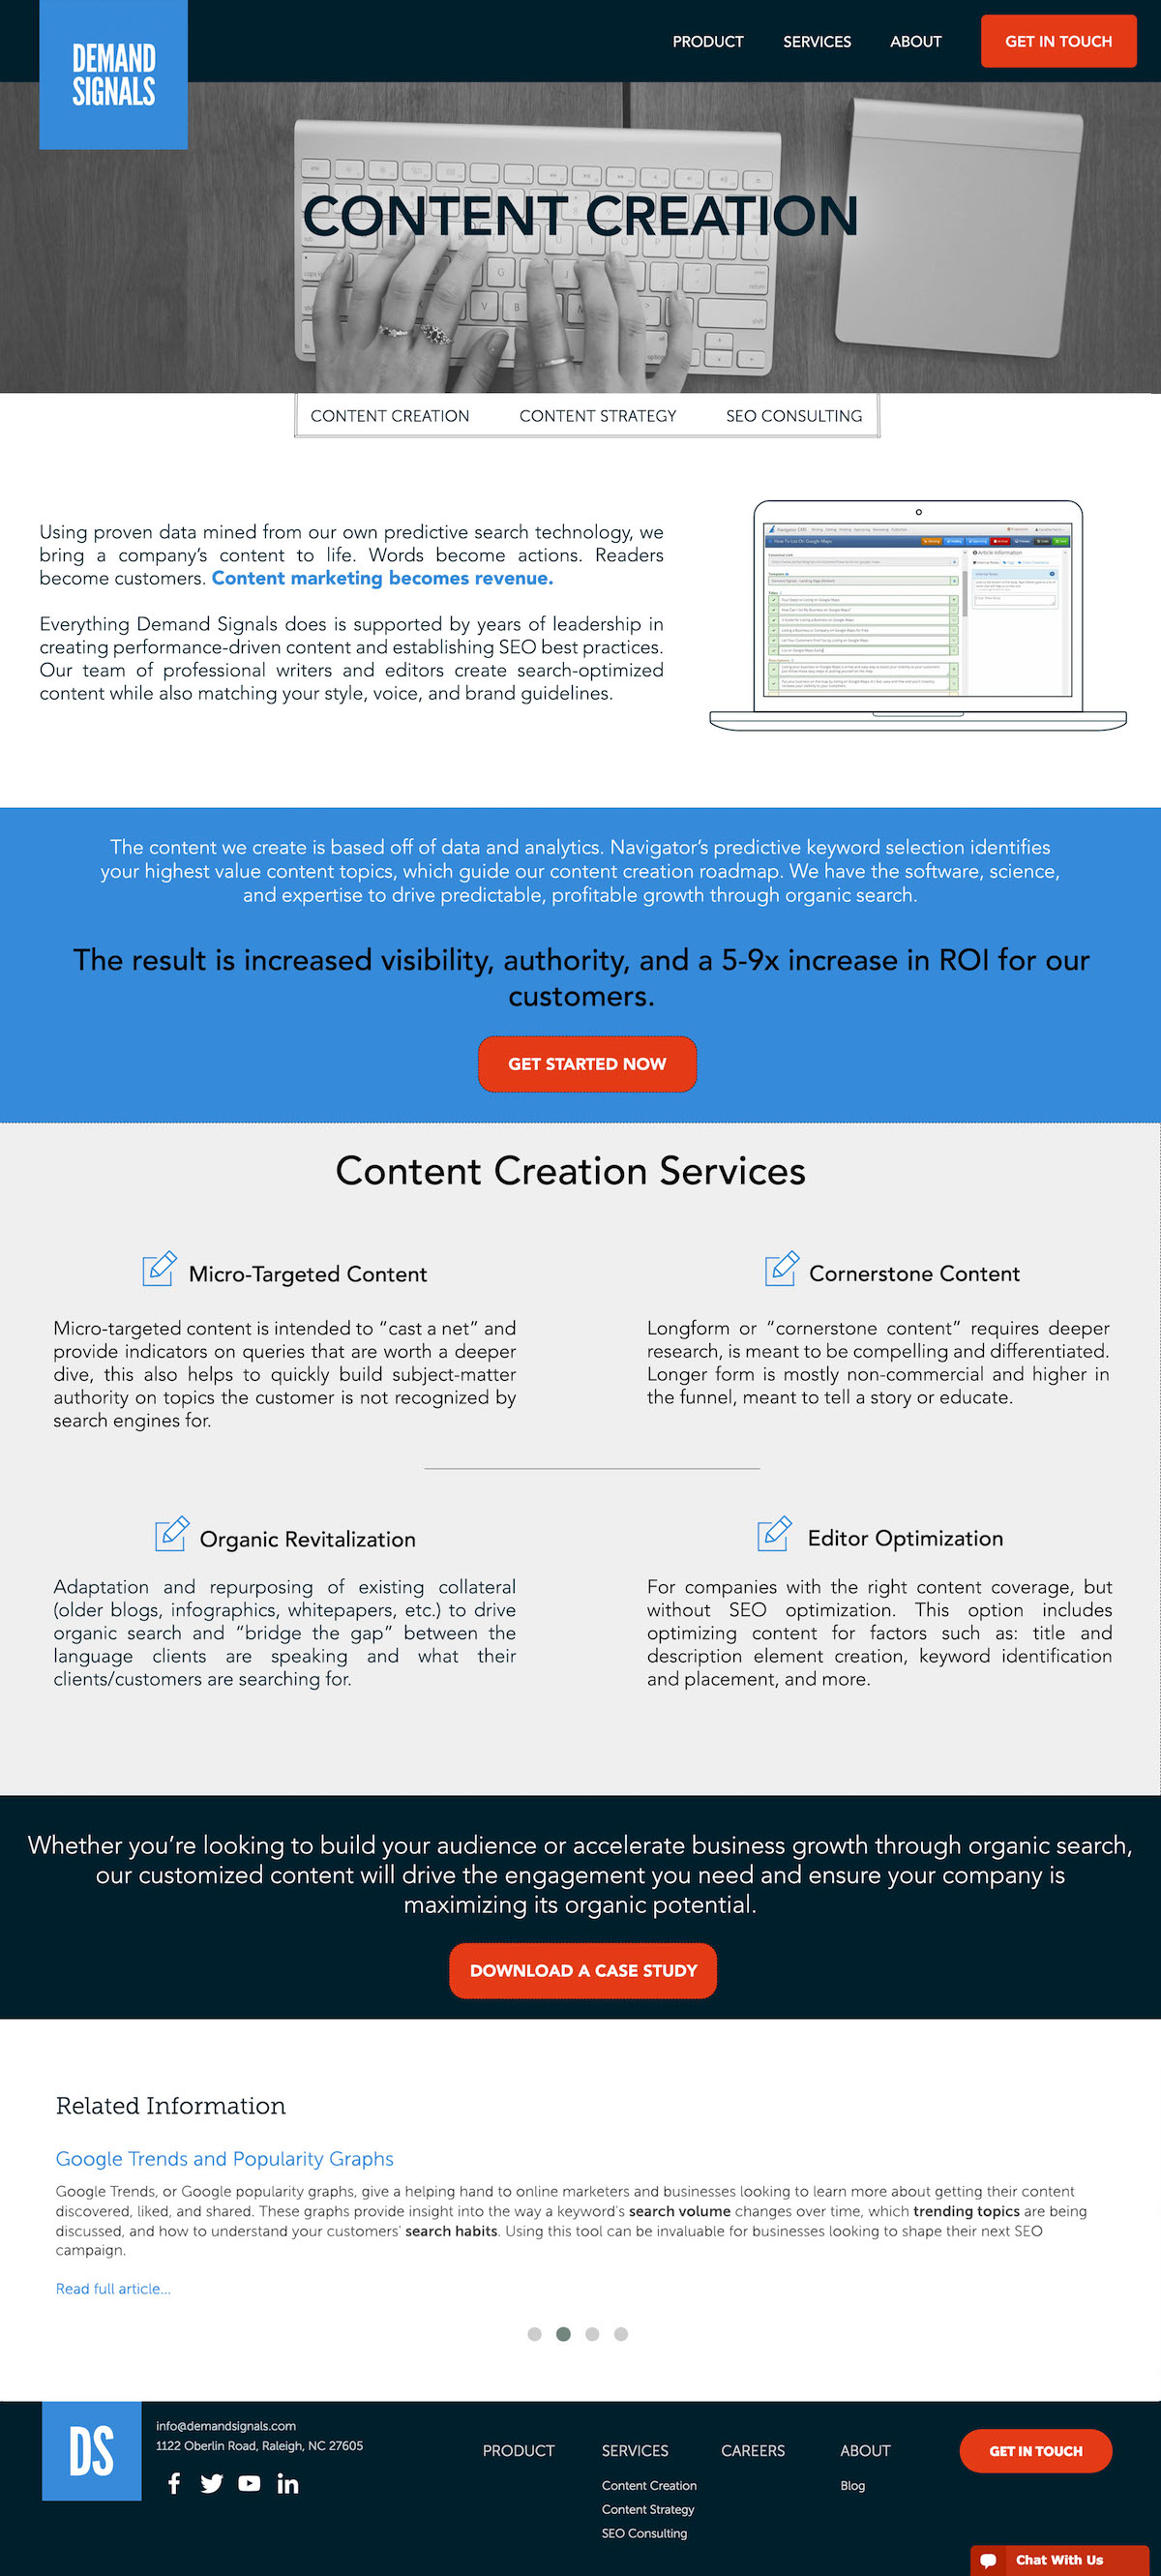 DEMAND
SIGNALS
PRODUCT
SERVICES
ABOUT
GET IN TOUCH
CONTENT CREATION
CONTENT CREATION
CONTENT STRATEGY
SEO CONSULTING
Using proven data mined from our own predictive search technology, we
bring a company's content to life. Words become actions. Readers
become customers. Content marketing becomes revenue.
Everything Demand Signals does is supported by years of leadership in
creating performance-driven content and establishing SEO best practices.
Our team of professional writers and editors create search-optimized
content while also matching your style, voice, and brand guidelines.
The content we create is based off of data and analytics. Navigator's predictive keyword selection identifies
your highest value content topics, which guide our content creation roadmap. We have the software, science,
and expertise to drive predictable, profitable growth through organic search.
The result is increased visibility, authority, and a 5-9x increase in ROI for our
customers.
GET STARTED NOW
Content Creation Services
Micro-Targeted Content
Micro-targeted content is intended to “cast a net” and
provide indicators on queries that are worth a deeper
dive, this also helps to quickly build subject-matter
authority on topics the customer is not recognized by
search engines for.
Cornerstone Content
Longform or “cornerstone content” requires deeper
research, is meant to be compelling and differentiated.
Longer form is mostly non-commercial and higher in
the funnel, meant to tell a story or educate.
Organic Revitalization
Adaptation and repurposing of existing collateral
(older blogs, infographics, whitepapers, etc.) to drive
organic search and “bridge the gap” between the
language clients are speaking and what their
clients/customers are searching for.
Editor Optimization
For companies with the right content coverage, but
without SEO optimization. This option includes
optimizing content for factors such as: title and
description element creation, keyword identification
and placement, and more.
Whether you're looking to build your audience or accelerate business growth through organic search,
our customized content will drive the engagement you need and ensure your company is
maximizing its organic potential.
DOWNLOAD A CASE STUDY
Related Information
Google Trends and Popularity Graphs
Google Trends, or Google popularity graphs, give a helping hand to online marketers and businesses looking to learn more about getting their content
discovered, liked, and shared. These graphs provide insight into the way a keyword's search volume changes over time, which trending topics are being
discussed, and how to understand your customers' search habits. Using this tool can be invaluable for businesses looking to shape their next SEO
campaign.
Read full article...
DS
info@demandsignals.com
1122 Oberlin Road, Raleigh, NC 27605
PRODUCT
SERVICES
Content Creation
Content Strategy
SEO Consulting
CAREERS
ABOUT
Blog
GET IN TOUCH
Chat With Us